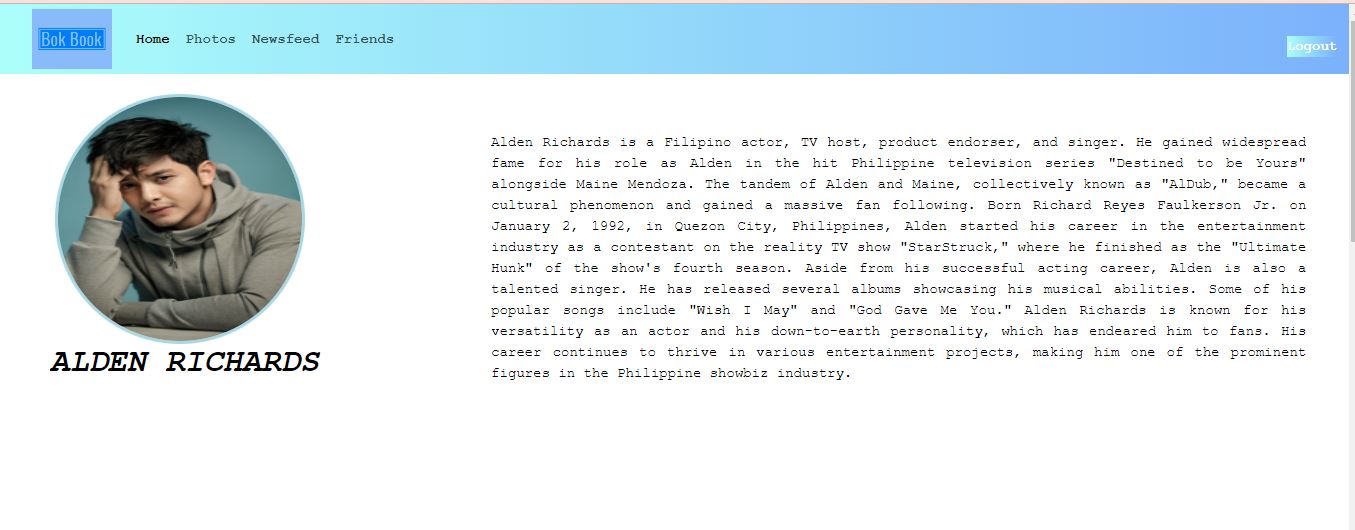 Bok Book
Home Photos Newsfeed Friends
Logout
ALDEN RICHARDS
Alden Richards is a Filipino actor, TV host, product endorser, and singer. He gained widespread
fame for his role as Alden in the hit Philippine television series "Destined to be Yours"
alongside Maine Mendoza. The tandem of Alden and Maine, collectively known as "AlDub," became a
cultural phenomenon and gained a massive fan following. Born Richard Reyes Faulkerson Jr. on
January 2, 1992, in Quezon City, Philippines, Alden started his career in the entertainment
industry as a contestant on the reality TV show "StarStruck," where he finished as the "Ultimate
Hunk" of the show's fourth season. Aside from his successful acting career, Alden is also a
talented singer. He has released several albums showcasing his musical abilities. Some of his
popular songs include "Wish I May" and "God Gave Me You." Alden Richards is known for his
versatility as an actor and his down-to-earth personality, which has endeared him to fans. His
career continues to thrive in various entertainment projects, making him one of the prominent
figures in the Philippine showbiz industry.